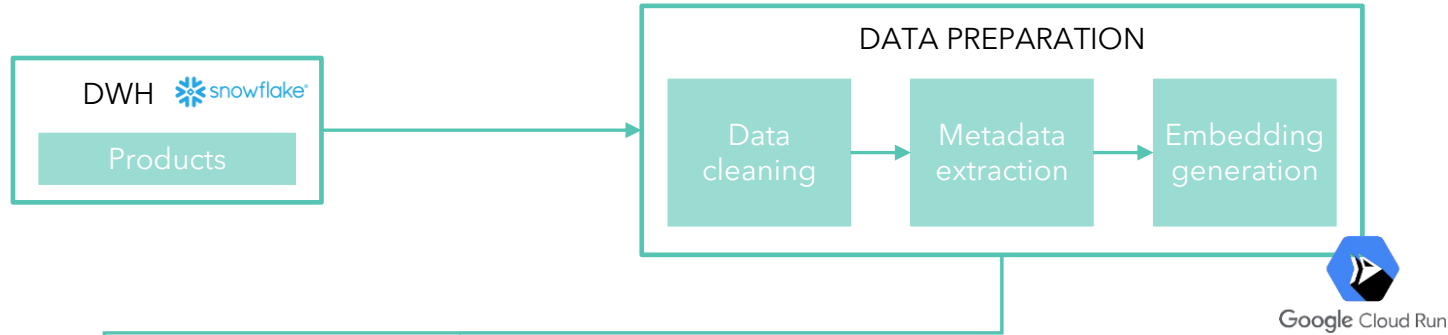 DATA PREPARATION
DWH snowflake®
Products
Data
cleaning
Metadata
extraction
Embedding
generation
Google Cloud Run